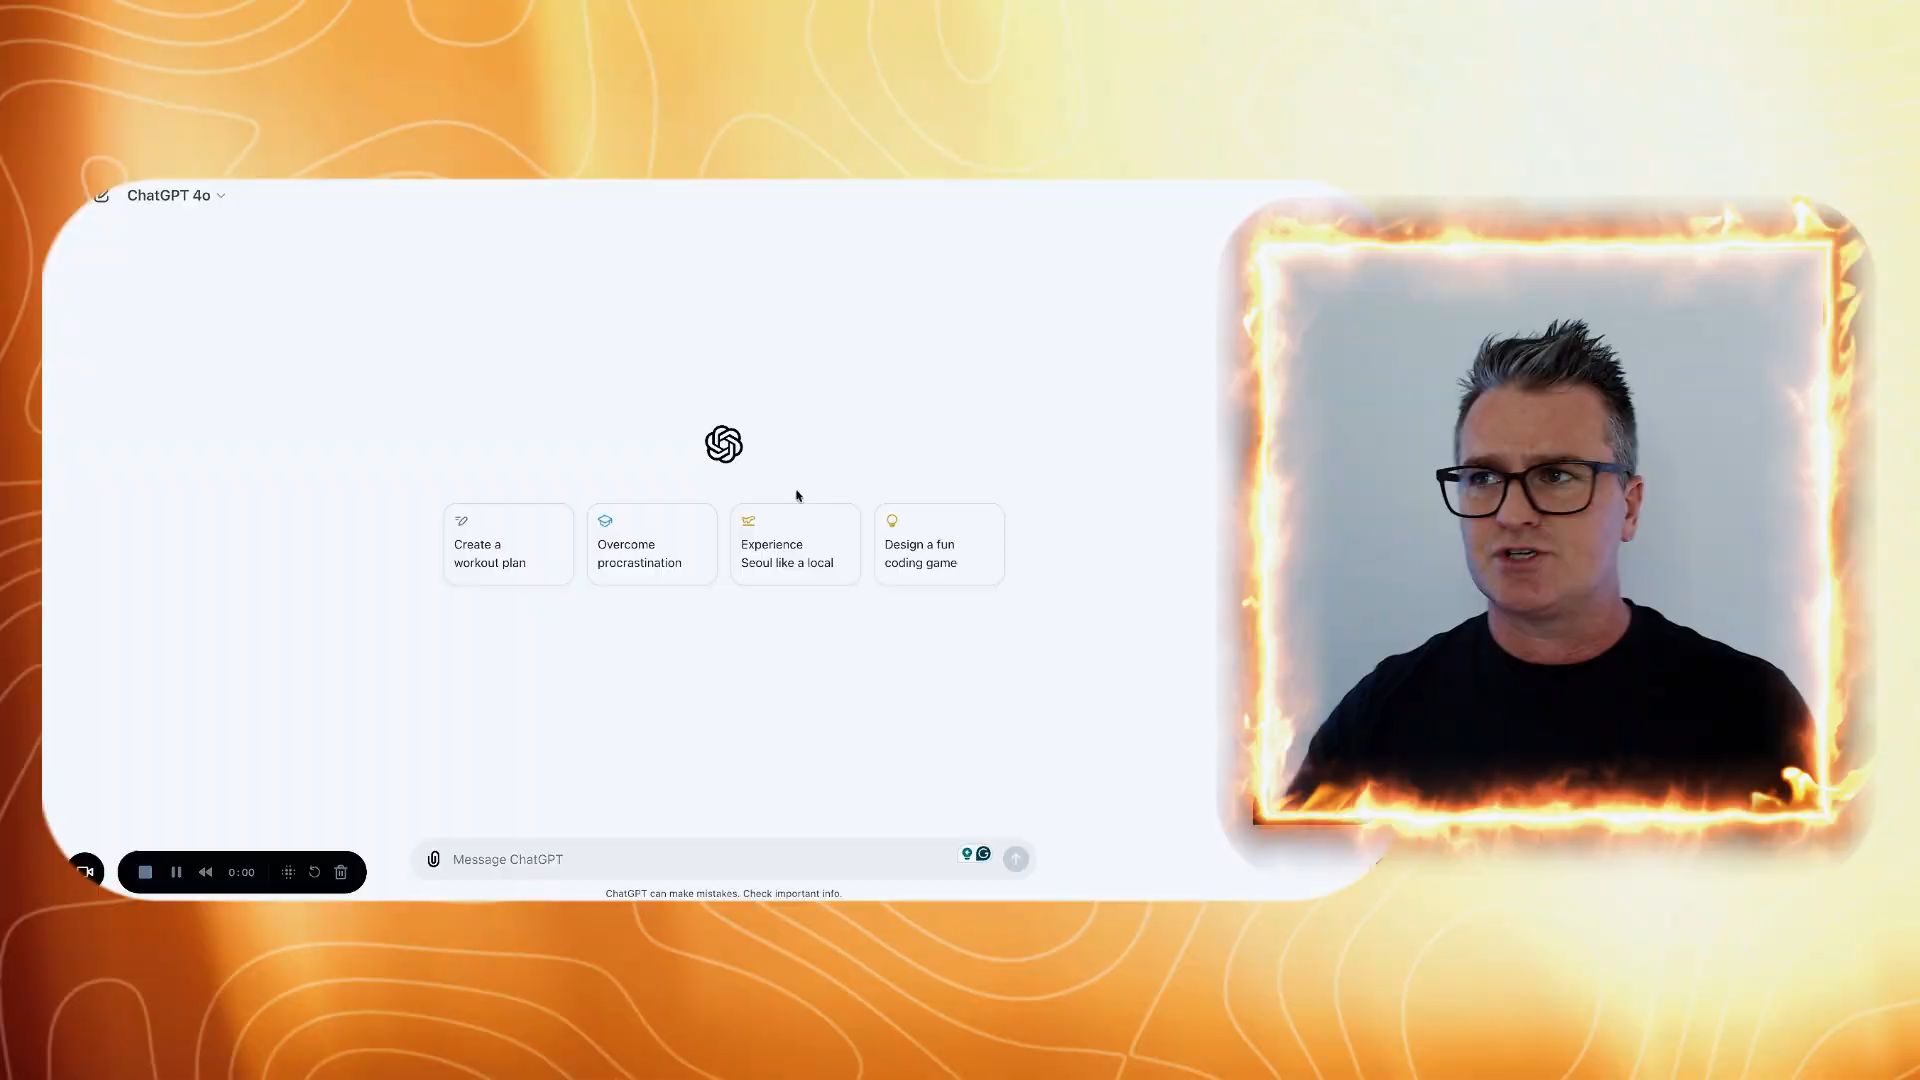 ChatGPT 4o
Create a
workout plan
Overcome
procrastination
Experience
Seoul like a local
Design a fun
coding game
Message ChatGPT
0:00
ChatGPT can make mistakes. Check important info.